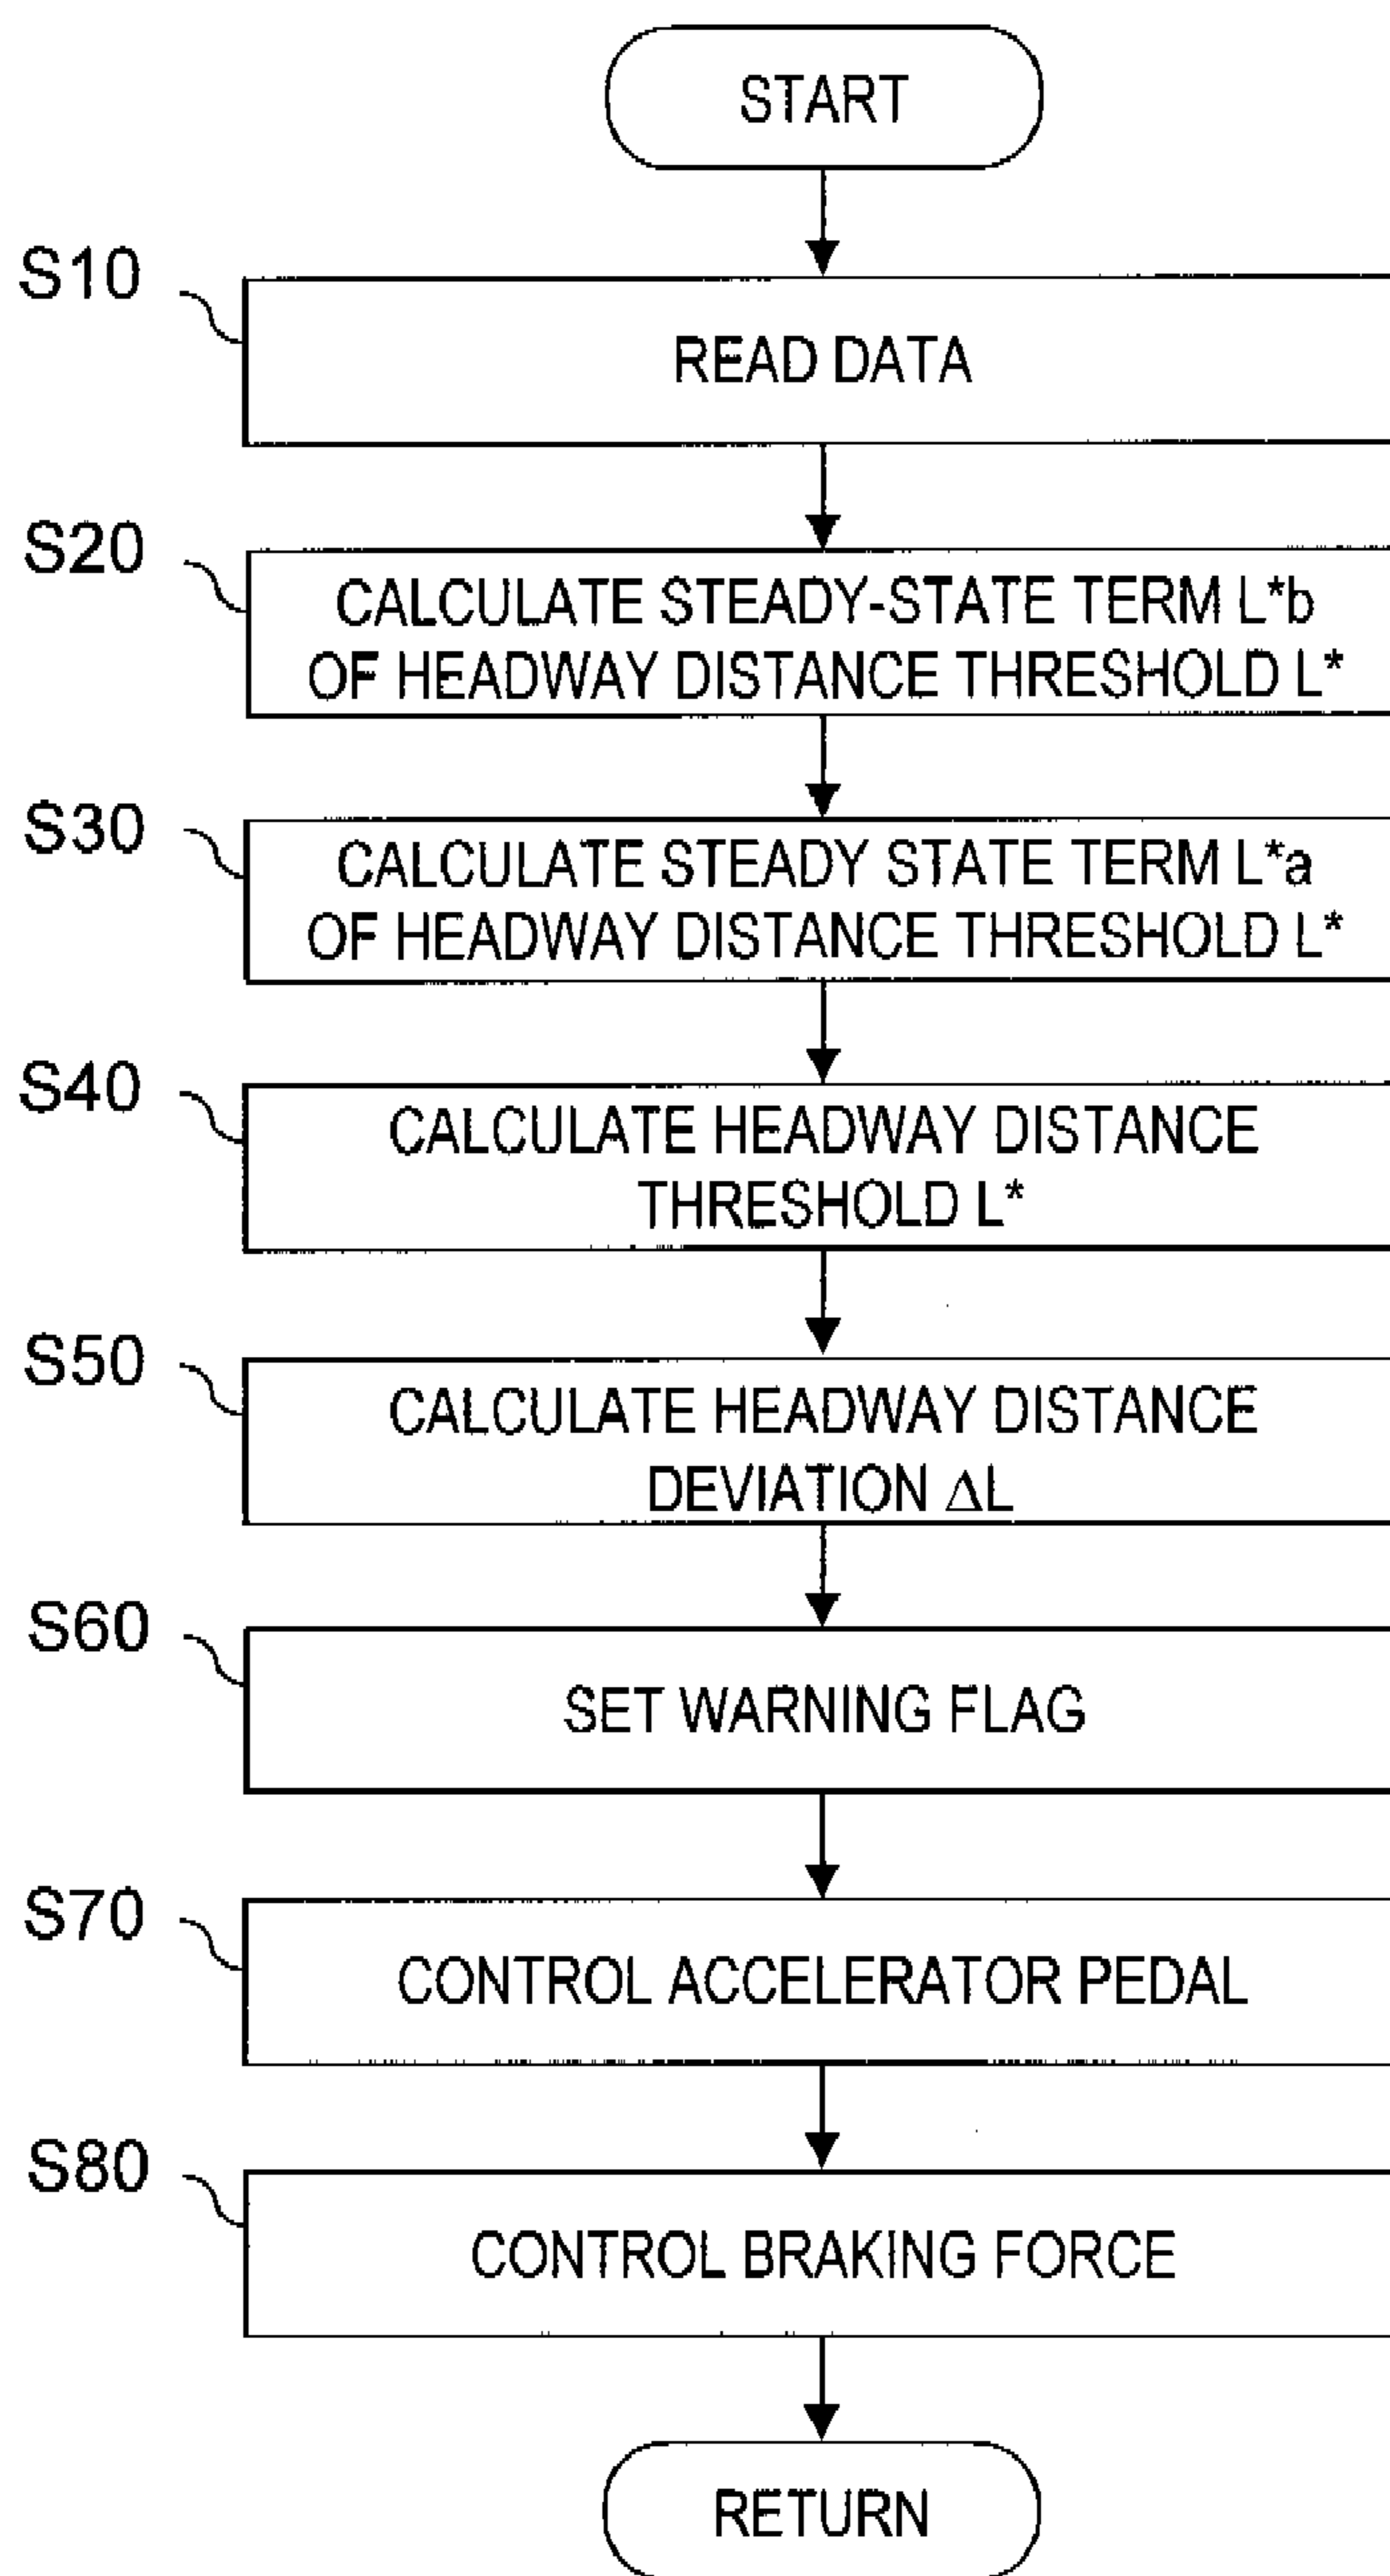 START
S10
READ DATA
S20
CALCULATE STEADY-STATE TERM L*b
OF HEADWAY DISTANCE THRESHOLD L*
S30
CALCULATE STEADY STATE TERM L*a
OF HEADWAY DISTANCE THRESHOLD L*
S40
CALCULATE HEADWAY DISTANCE
THRESHOLD L*
S50
CALCULATE HEADWAY DISTANCE
DEVIATION ΔL
S60
SET WARNING FLAG
S70
CONTROL ACCELERATOR PEDAL
S80
CONTROL BRAKING FORCE
RETURN